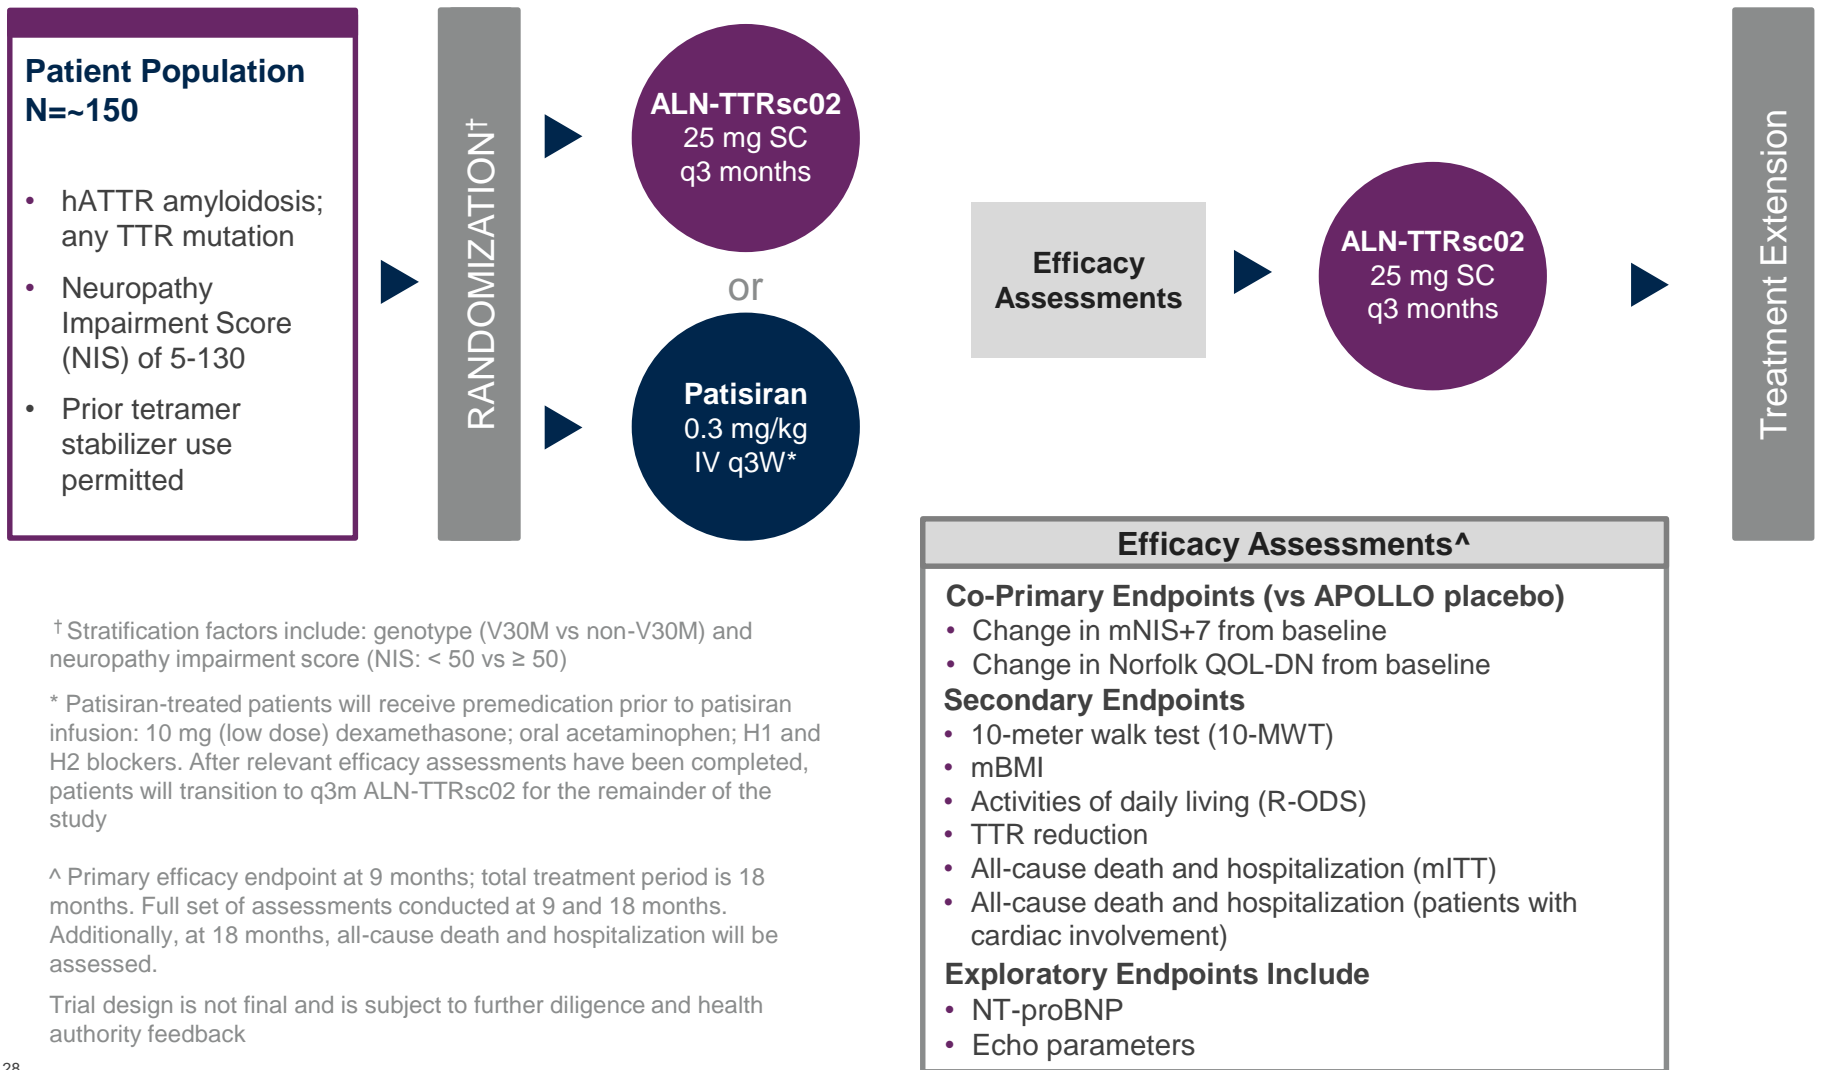 Patient Population
N=~150
• hATTR amyloidosis;
any TTR mutation
• Neuropathy
Impairment Score
(NIS) of 5-130
• Prior tetramer
stabilizer use
permitted
RANDOMIZATION†
ALN-TTRsc02
25 mg SC
q3 months
or
Patisiran
0.3 mg/kg
IV q3W*
Efficacy
Assessments
ALN-TTRsc02
25 mg SC
q3 months
Treatment Extension
† Stratification factors include: genotype (V30M vs non-V30M) and
neuropathy impairment score (NIS: < 50 vs ≥ 50)
* Patisiran-treated patients will receive premedication prior to patisiran
infusion: 10 mg (low dose) dexamethasone; oral acetaminophen; H1 and
H2 blockers. After relevant efficacy assessments have been completed,
patients will transition to q3m ALN-TTRsc02 for the remainder of the
study
^ Primary efficacy endpoint at 9 months; total treatment period is 18
months. Full set of assessments conducted at 9 and 18 months.
Additionally, at 18 months, all-cause death and hospitalization will be
assessed.
Trial design is not final and is subject to further diligence and health
authority feedback
Efficacy Assessments^
Co-Primary Endpoints (vs APOLLO placebo)
• Change in mNIS+7 from baseline
• Change in Norfolk QOL-DN from baseline
Secondary Endpoints
• 10-meter walk test (10-MWT)
• mBMI
• Activities of daily living (R-ODS)
• TTR reduction
• All-cause death and hospitalization (mITT)
• All-cause death and hospitalization (patients with
cardiac involvement)
Exploratory Endpoints Include
• NT-proBNP
• Echo parameters
28